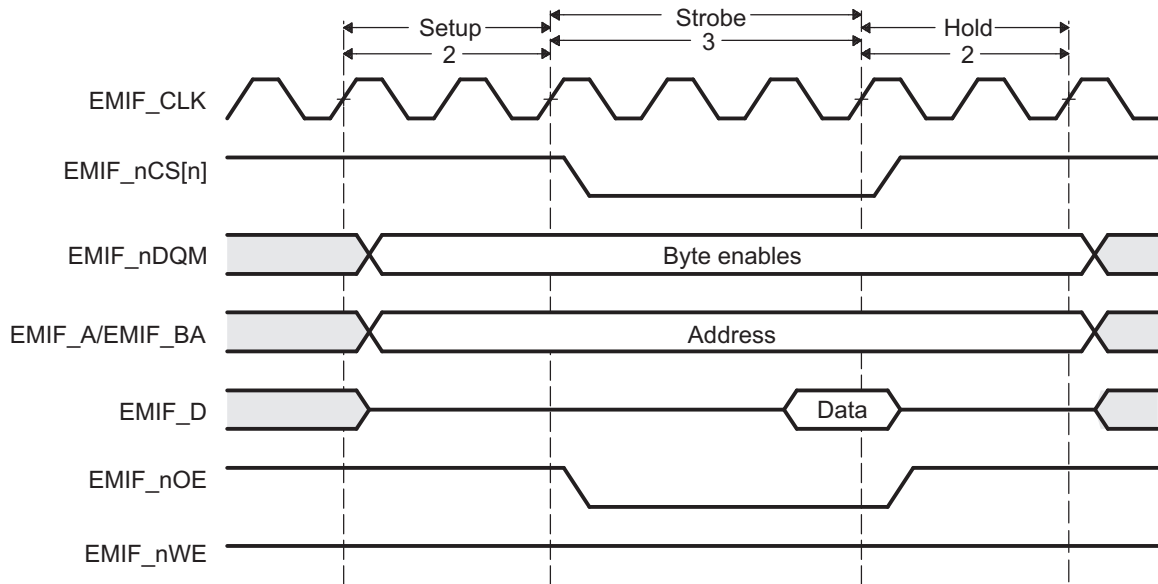 Setup
Strobe
Hold
2
3
2
EMIF_CLK
EMIF_nCS[n]
EMIF_nDQM
Byte enables
EMIF_A/EMIF_BA
Address
EMIF_D
Data
EMIF_nOE
EMIF_nWE